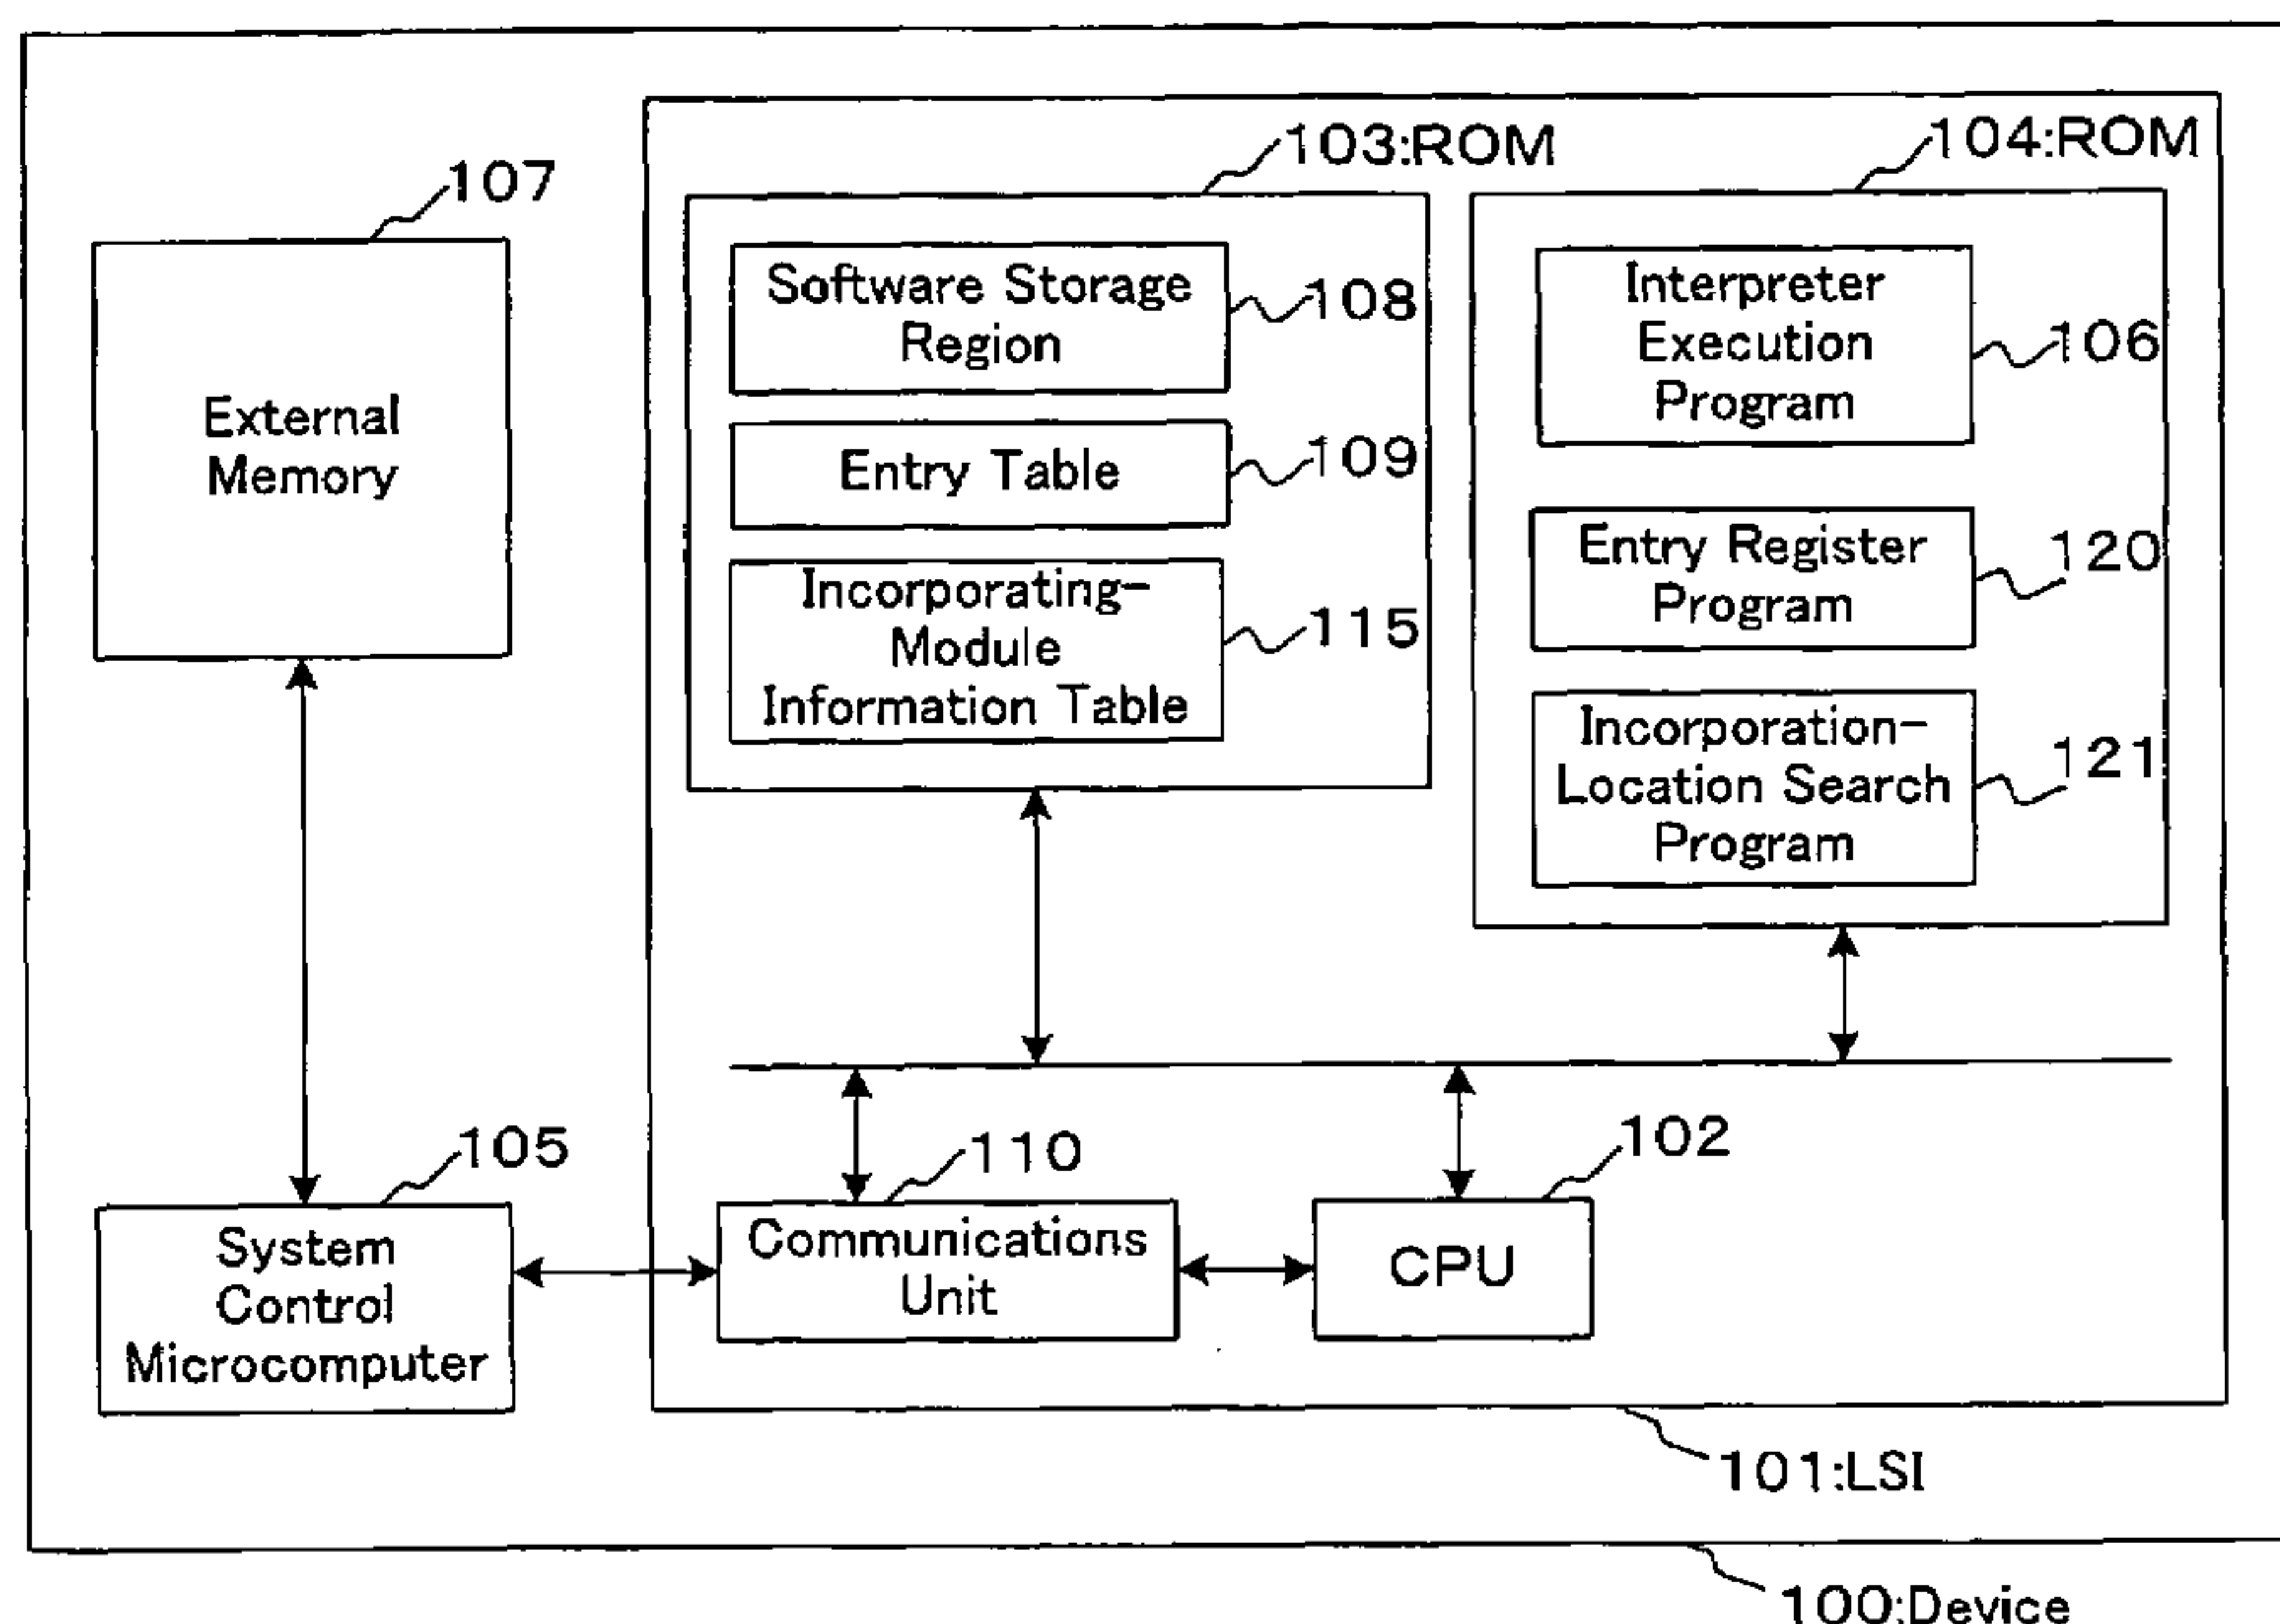 103:ROM
104:ROM
107
Software Storage
Region
108
Interpreter
Execution
Program
106
External
Memory
Entry Table
109
Entry Register
Program
120
Incorporating-
Module
Information Table
115
Incorporation-
Location Search
Program
121
105
110
102
System
Control
Microcomputer
Communications
Unit
CPU
101:LSI
100:Device